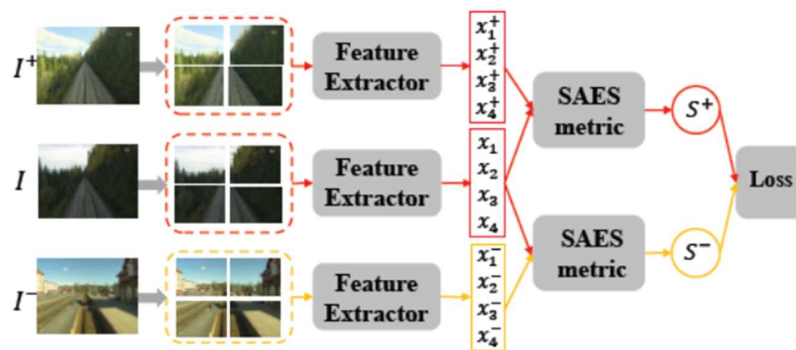 I⁺
Feature
Extractor
x₁⁺
x₂⁺
x₃⁺
x₄⁺
SAES
metric
S⁺
I
Feature
Extractor
x₁
x₂
x₃
x₄
Loss
I⁻
Feature
Extractor
x₁⁻
x₂⁻
x₃⁻
x₄⁻
SAES
metric
S⁻